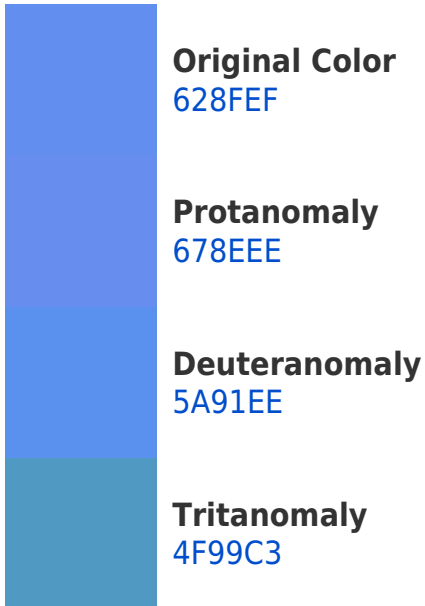 Original Color
628FEF
Protanomaly
678EEE
Deuteranomaly
5A91EE
Tritanomaly
4F99C3